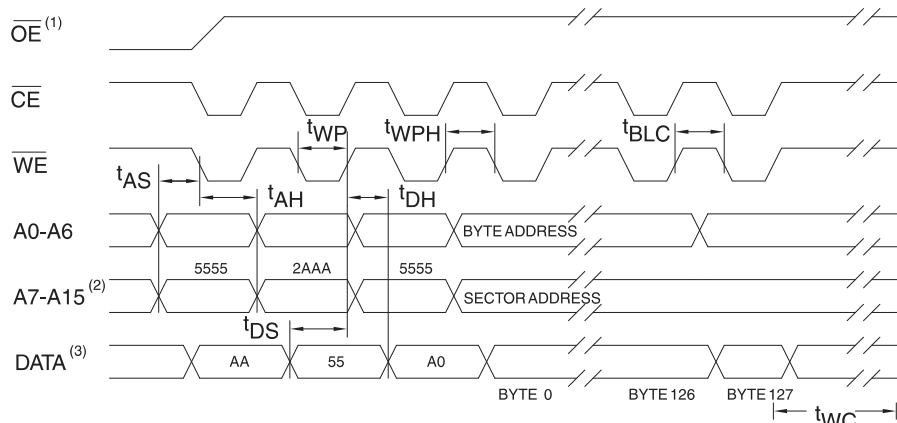 OE (1)
CE
tWP tWPH tBLC
WE
tAS tAH tDH
A0-A6 BYTE ADDRESS
5555 2AAA 5555
A7-A15 (2) SECTOR ADDRESS
tDS
DATA (3) AA 55 A0
BYTE 0 BYTE 126 BYTE 127
tWC